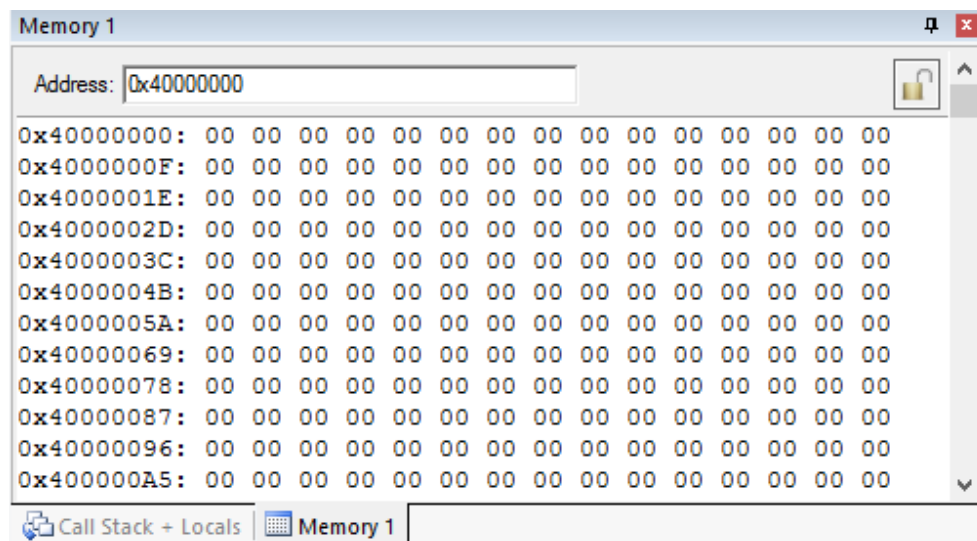 Memory 1
Address: 0x40000000
0x40000000: 00 00 00 00 00 00 00 00 00 00 00 00 00 00 00
0x4000000F: 00 00 00 00 00 00 00 00 00 00 00 00 00 00 00
0x4000001E: 00 00 00 00 00 00 00 00 00 00 00 00 00 00 00
0x4000002D: 00 00 00 00 00 00 00 00 00 00 00 00 00 00 00
0x4000003C: 00 00 00 00 00 00 00 00 00 00 00 00 00 00 00
0x4000004B: 00 00 00 00 00 00 00 00 00 00 00 00 00 00 00
0x4000005A: 00 00 00 00 00 00 00 00 00 00 00 00 00 00 00
0x40000069: 00 00 00 00 00 00 00 00 00 00 00 00 00 00 00
0x40000078: 00 00 00 00 00 00 00 00 00 00 00 00 00 00 00
0x40000087: 00 00 00 00 00 00 00 00 00 00 00 00 00 00 00
0x40000096: 00 00 00 00 00 00 00 00 00 00 00 00 00 00 00
0x400000A5: 00 00 00 00 00 00 00 00 00 00 00 00 00 00 00
Call Stack + Locals Memory 1